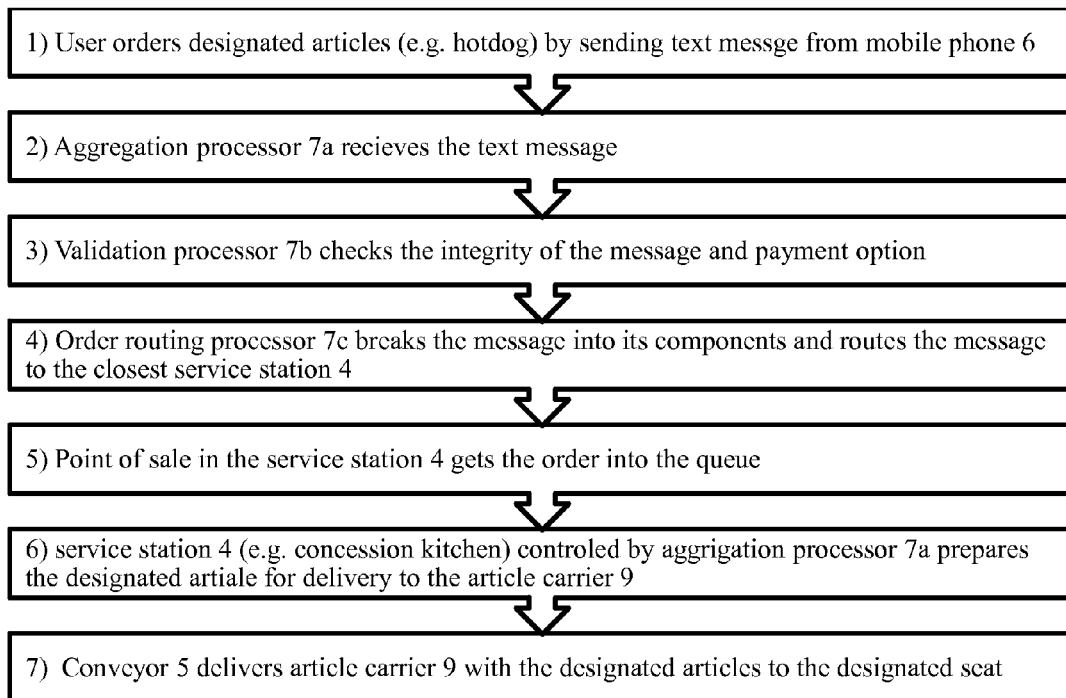 1) User orders designated articles (e.g. hotdog) by sending text messge from mobile phone 6
2) Aggregation processor 7a recieves the text message
3) Validation processor 7b checks the integrity of the message and payment option
4) Order routing processor 7c breaks the message into its components and routes the message
to the closest service station 4
5) Point of sale in the service station 4 gets the order into the queue
6) service station 4 (e.g. concession kitchen) controled by aggrigation processor 7a prepares
the designated artiale for delivery to the article carrier 9
7) Conveyor 5 delivers article carrier 9 with the designated articles to the designated seat